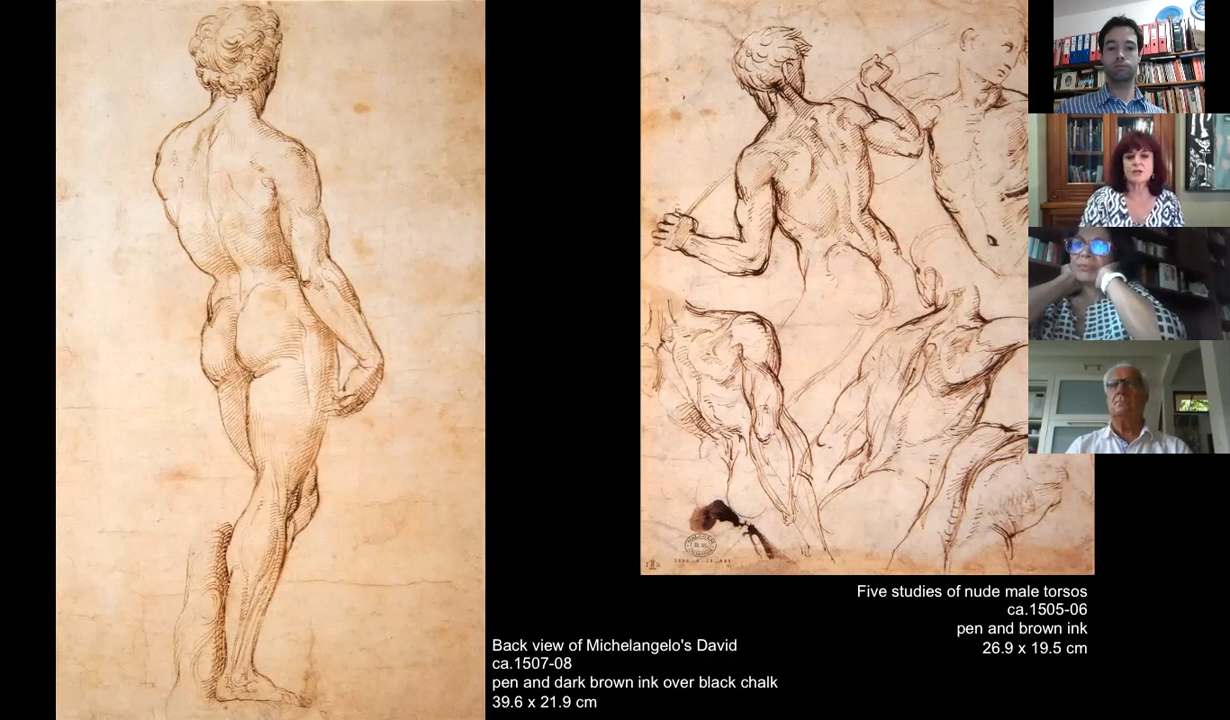 Back view of Michelangelo's David
ca.1507-08
pen and dark brown ink over black chalk
39.6 x 21.9 cm
Five studies of nude male torsos
ca.1505-06
pen and brown ink
26.9 x 19.5 cm